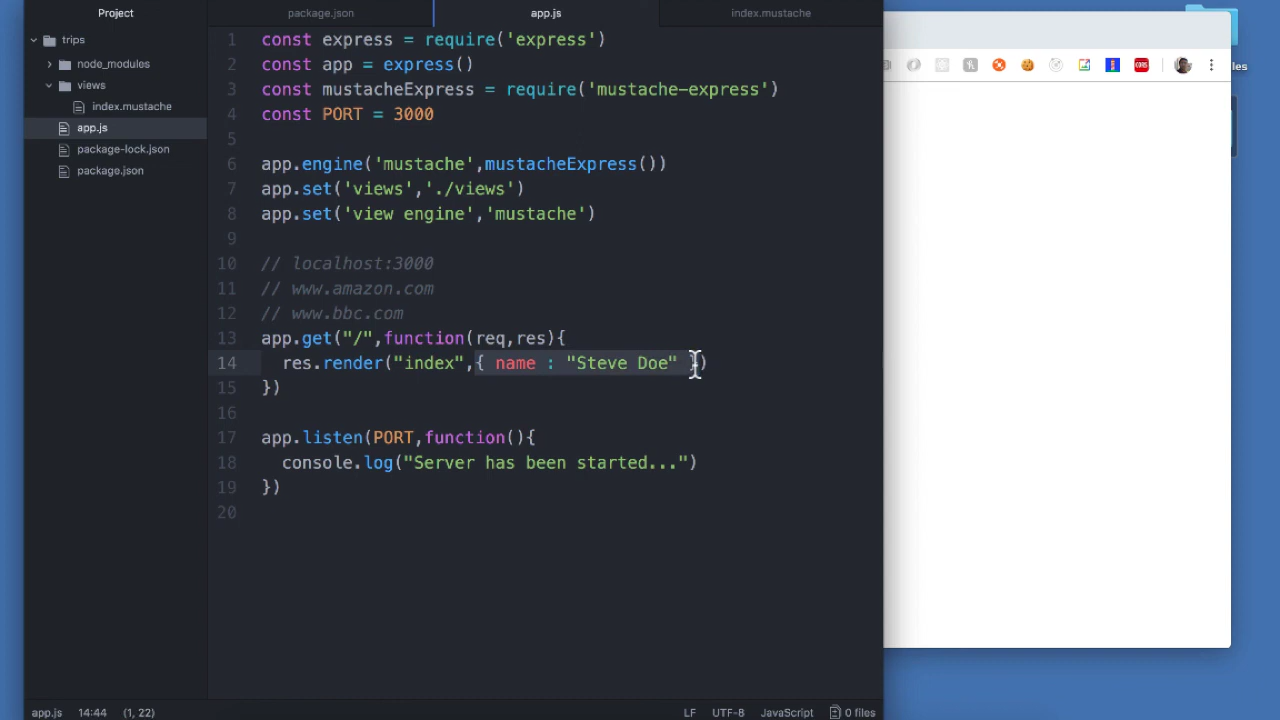 Project
package.json
app.js
index.mustache
trips
node_modules
views
index.mustache
app.js
package-lock.json
package.json
1 const express = require('express')
2 const app = express()
3 const mustacheExpress = require('mustache-express')
4 const PORT = 3000
5
6 app.engine('mustache',mustacheExpress())
7 app.set('views','./views')
8 app.set('view engine','mustache')
9
10 // localhost:3000
11 // www.amazon.com
12 // www.bbc.com
13 app.get("/",function(req,res){
14 res.render("index",{ name : "Steve Doe" })
15 })
16
17 app.listen(PORT,function(){
18 console.log("Server has been started...")
19 })
20
CORS
les
app.js 14:44 (1, 22)
LF UTF-8 JavaScript 0 files